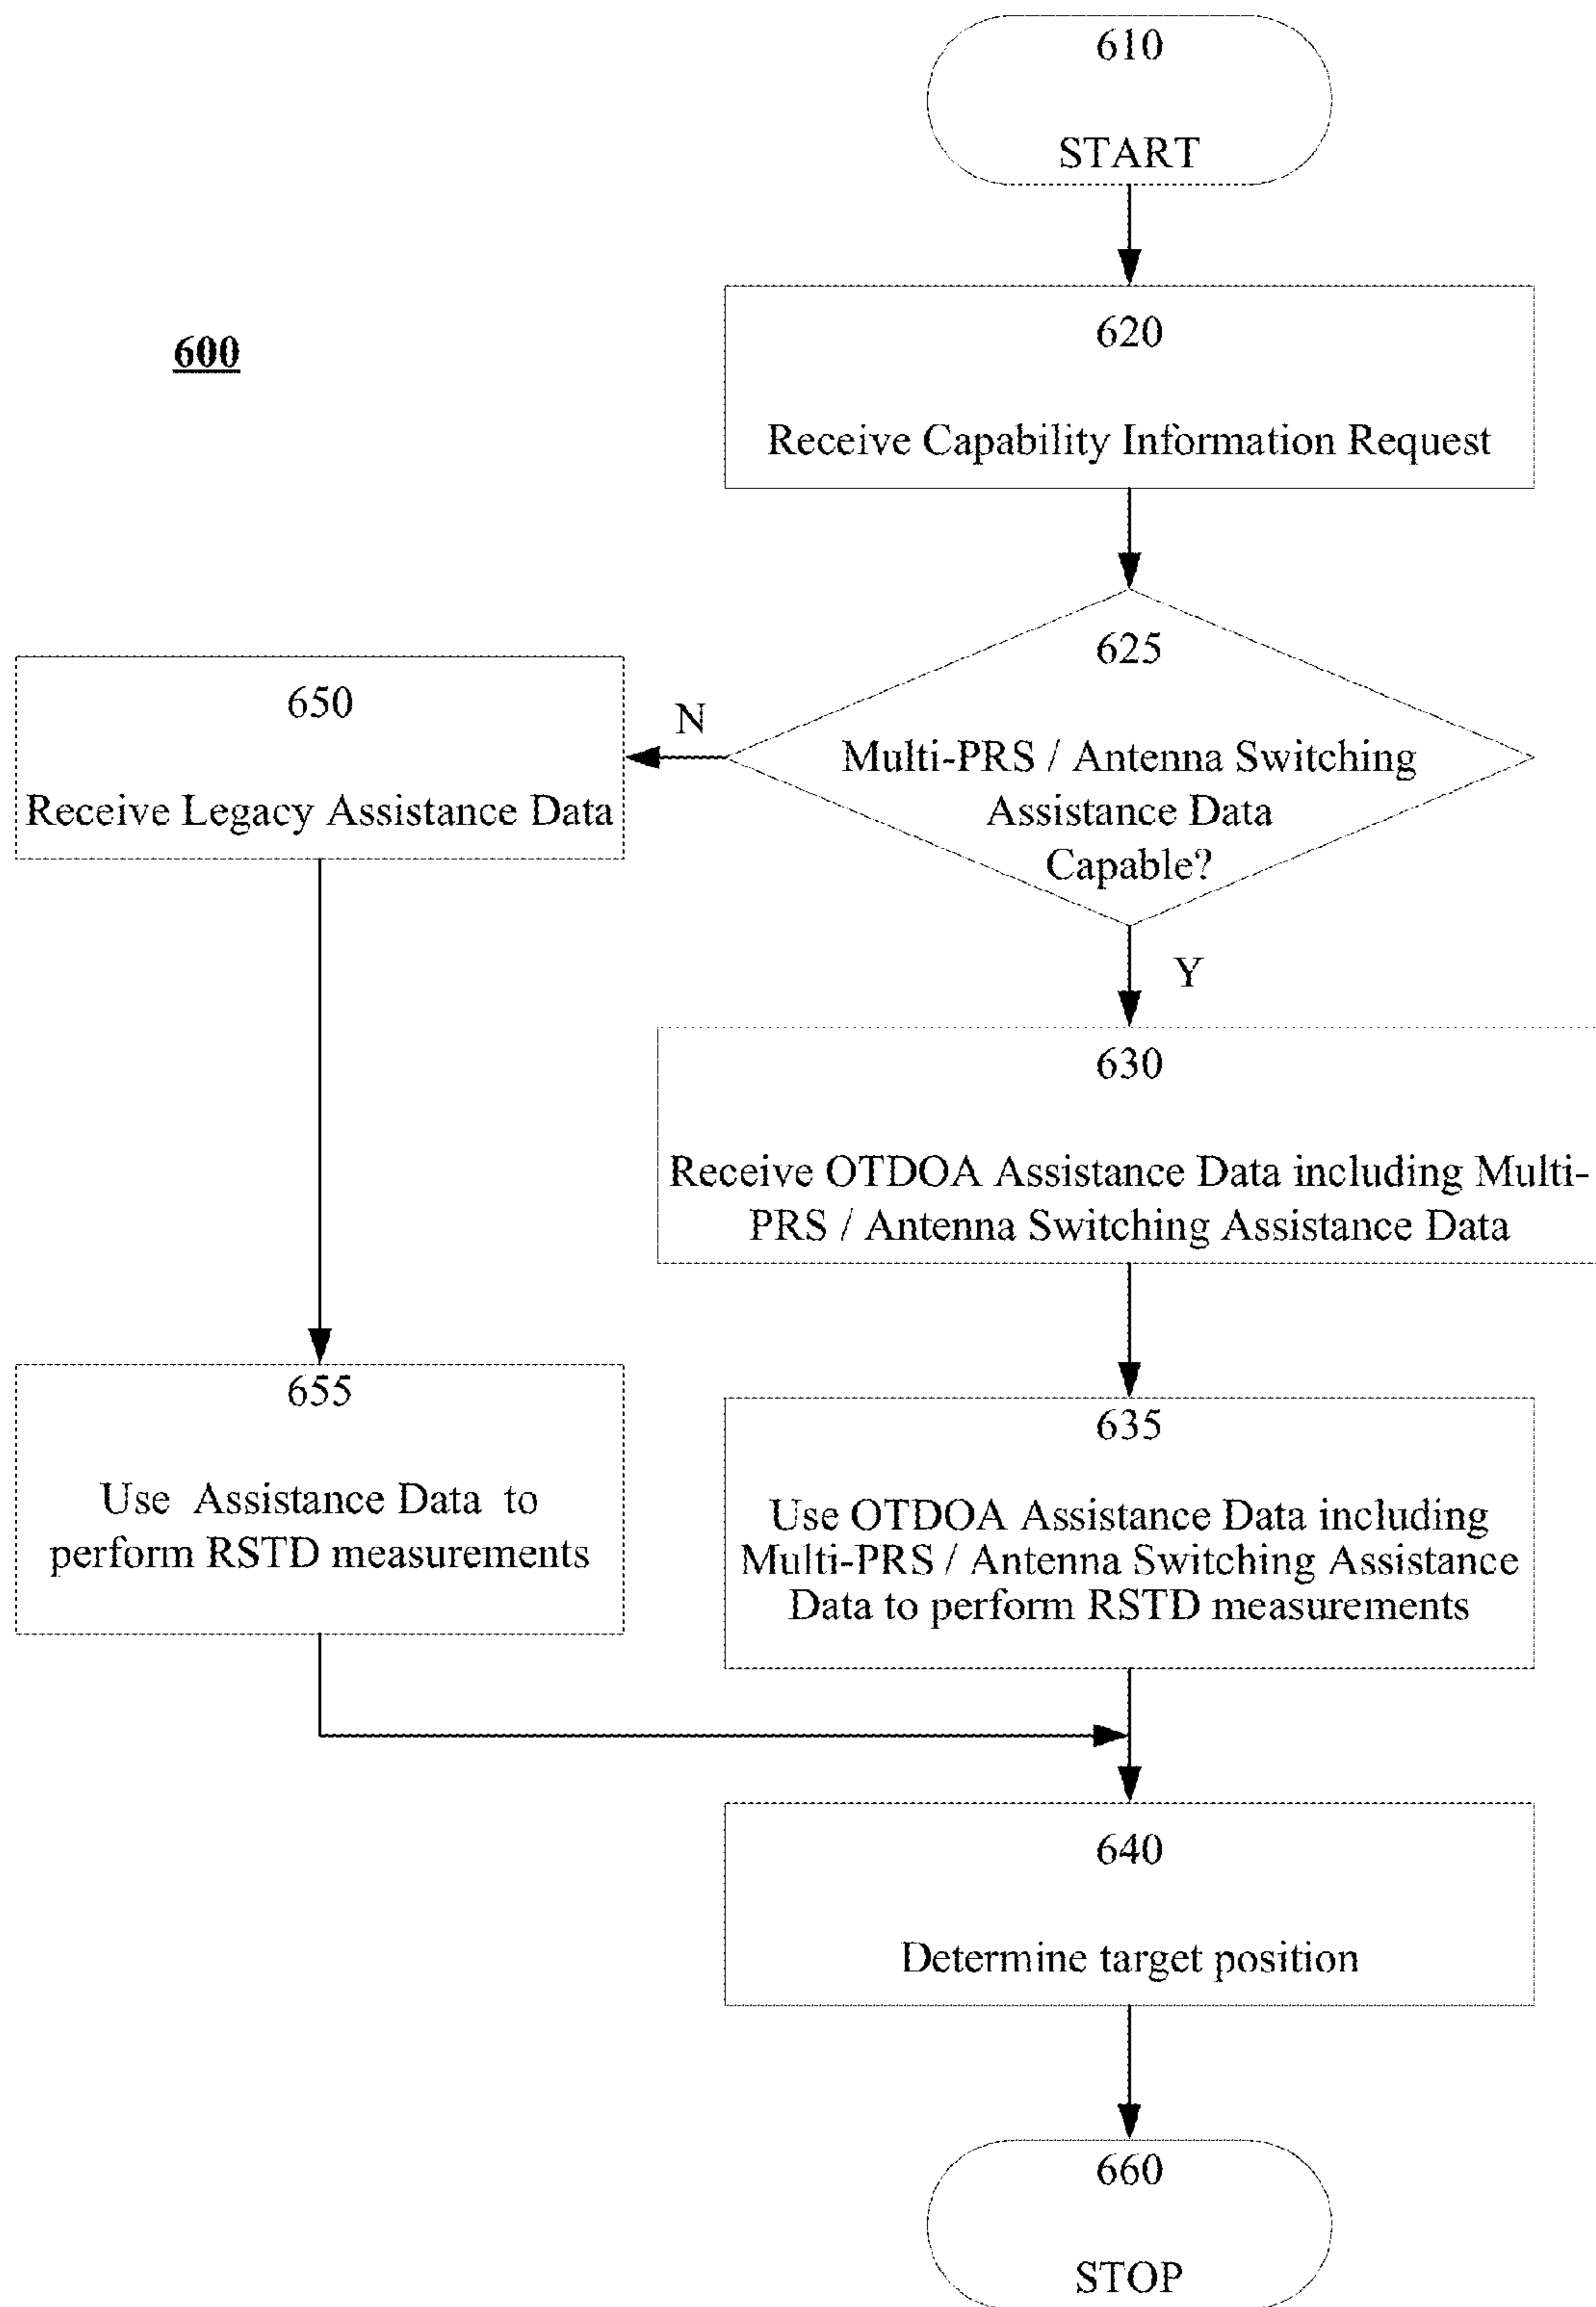 610
START
600
620
Receive Capability Information Request
625
Multi-PRS / Antenna Switching
Assistance Data
Capable?
N
650
Receive Legacy Assistance Data
Y
630
Receive OTDOA Assistance Data including Multi-
PRS / Antenna Switching Assistance Data
655
Use Assistance Data to
perform RSTD measurements
635
Use OTDOA Assistance Data including
Multi-PRS / Antenna Switching Assistance
Data to perform RSTD measurements
640
Determine target position
660
STOP